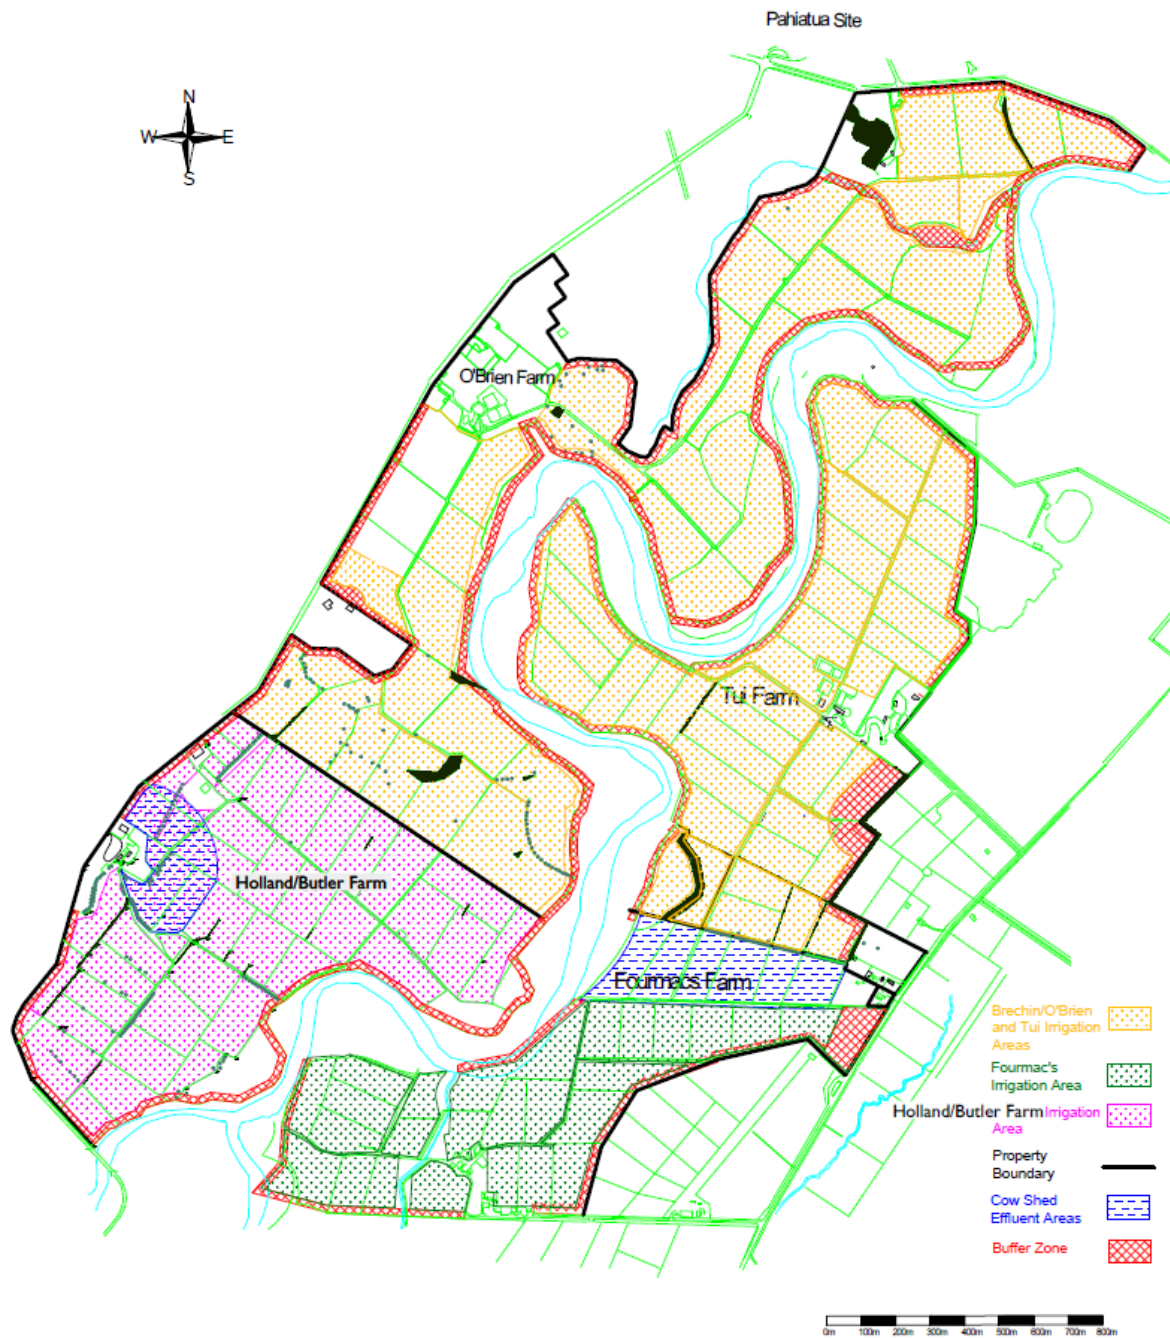 Pahiatua Site
N
W E
S
O'Brien Farm
Tui Farm
Holland/Butler Farm
Fourmacs Farm
Brechin/O'Brien
and Tui Irrigation
Areas
Fourmac's
Irrigation Area
Holland/Butler Farm Irrigation
Area
Property
Boundary
Cow Shed
Effluent Areas
Buffer Zone
0m 100m 200m 300m 400m 500m 600m 700m 800m